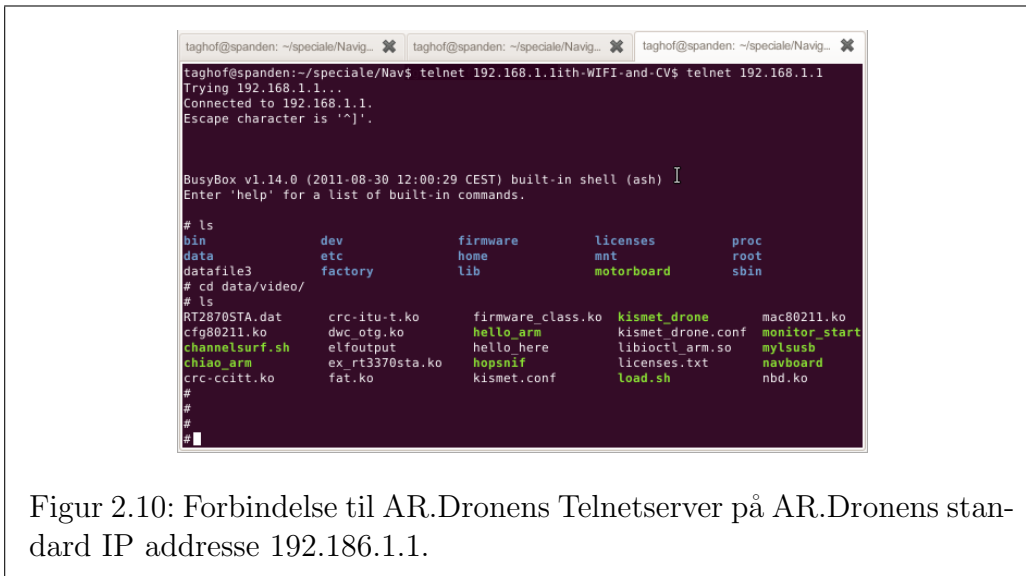 taghof@spanden: ~/speciale/Navig... ✖ taghof@spanden: ~/speciale/Navig... ✖ taghof@spanden: ~/speciale/Navig... ✖
taghof@spanden:~/speciale/Nav$ telnet 192.168.1.1ith-WIFI-and-CV$ telnet 192.168.1.1
Trying 192.168.1.1...
Connected to 192.168.1.1.
Escape character is '^]'.
BusyBox v1.14.0 (2011-08-30 12:00:29 CEST) built-in shell (ash)
Enter 'help' for a list of built-in commands.
# ls
bin dev firmware licenses proc
data etc home mnt root
datafile3 factory lib motorboard sbin
# cd data/video/
# ls
RT2870STA.dat crc-itu-t.ko firmware_class.ko kismet_drone mac80211.ko
cfg80211.ko dwc_otg.ko hello_arm kismet_drone.conf monitor_start
channelsurf.sh elfoutput hello_here libioctl_arm.so mylsusb
chiao_arm ex_rt3370sta.ko hopsnif licenses.txt navboard
crc-ccitt.ko fat.ko kismet.conf load.sh nbd.ko
#
#
#
#
Figur 2.10: Forbindelse til AR.Dronens Telnetserver på AR.Dronens stan-
dard IP addresse 192.186.1.1.